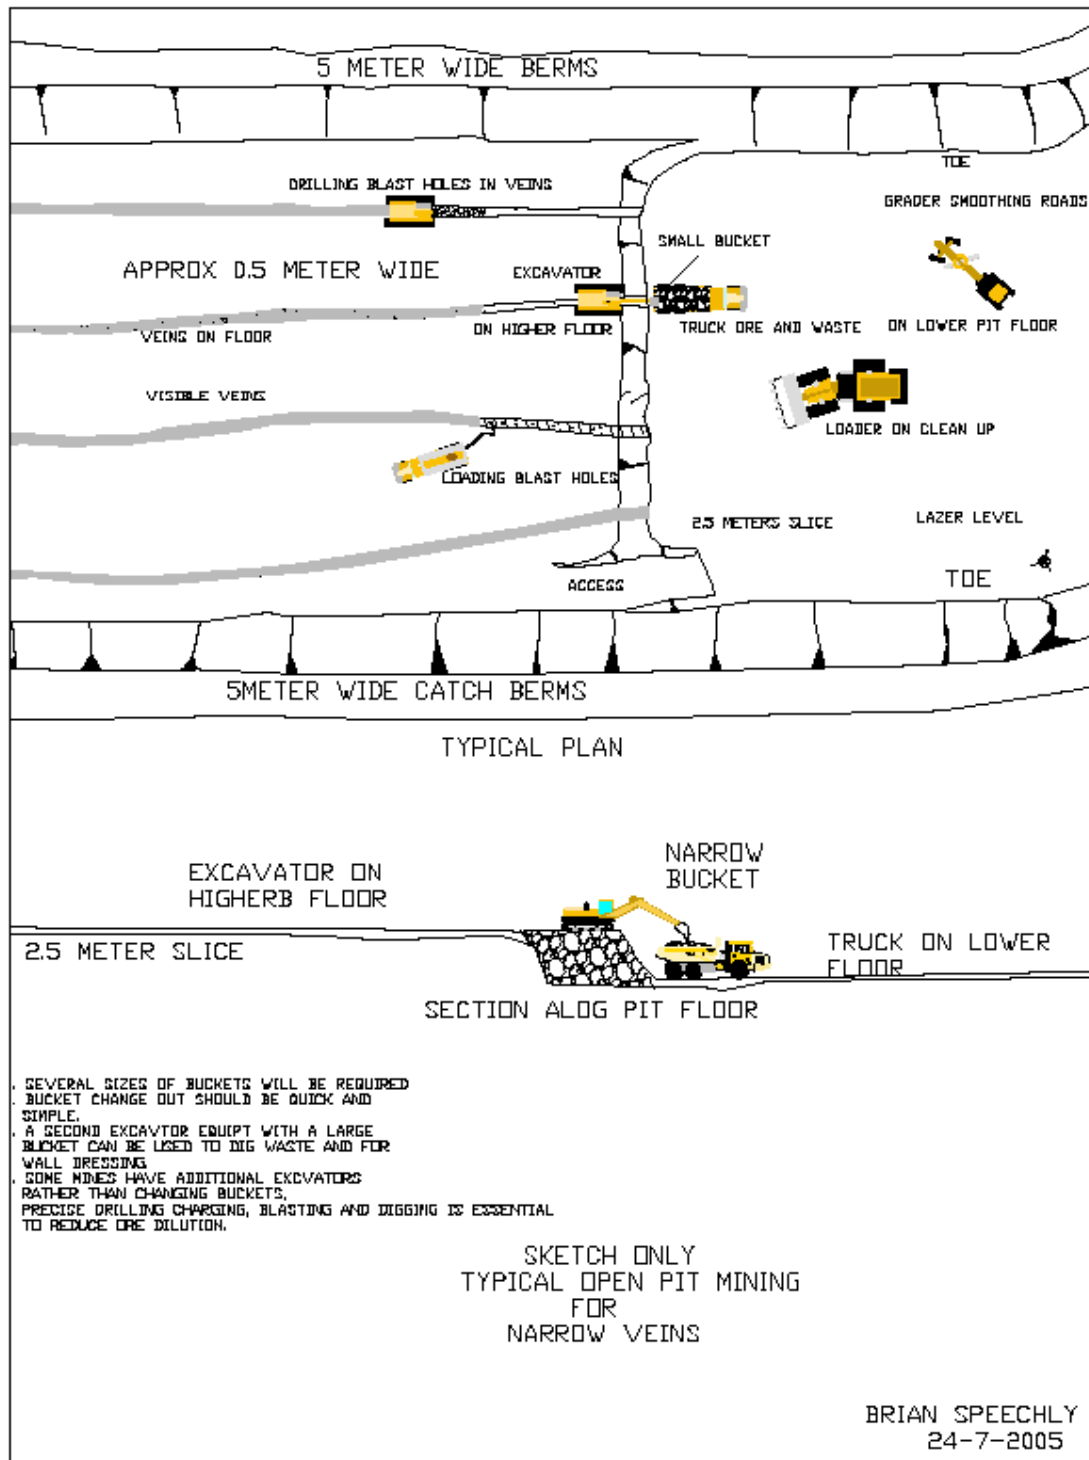 5 METER WIDE BERMS
TOE
DRILLING BLAST HOLES IN VEINS
GRADER SMOOTHING ROADS
SMALL BUCKET
APPROX 0.5 METER WIDE
EXCAVATOR
ON HIGHER FLOOR
TRUCK ORE AND WASTE
ON LOWER PIT FLOOR
VEINS ON FLOOR
VISIBLE VEINS
LOADER ON CLEAN UP
LOADING BLAST HOLES
2.5 METERS SLICE
LAZER LEVEL
ACCESS
TOE
5METER WIDE CATCH BERMS
TYPICAL PLAN
NARROW
BUCKET
EXCAVATOR ON
HIGHERB FLOOR
2.5 METER SLICE
TRUCK ON LOWER
FLOOR
SECTION ALOG PIT FLOOR
. SEVERAL SIZES OF BUCKETS WILL BE REQUIRED
. BUCKET CHANGE OUT SHOULD BE QUICK AND
SIMPLE.
. A SECOND EXCAVTOR EQUIPT WITH A LARGE
BUCKET CAN BE USED TO DIG WASTE AND FOR
WALL DRESSING
. SOME MINES HAVE ADDITIONAL EXCVATORS
RATHER THAN CHANGING BUCKETS,
PRECISE DRILLING CHARGING, BLASTING AND DIGGING IS ESSENTIAL
TO REDUCE ORE DILUTION.
SKETCH ONLY
TYPICAL OPEN PIT MINING
FOR
NARROW VEINS
BRIAN SPEECHLY
24-7-2005